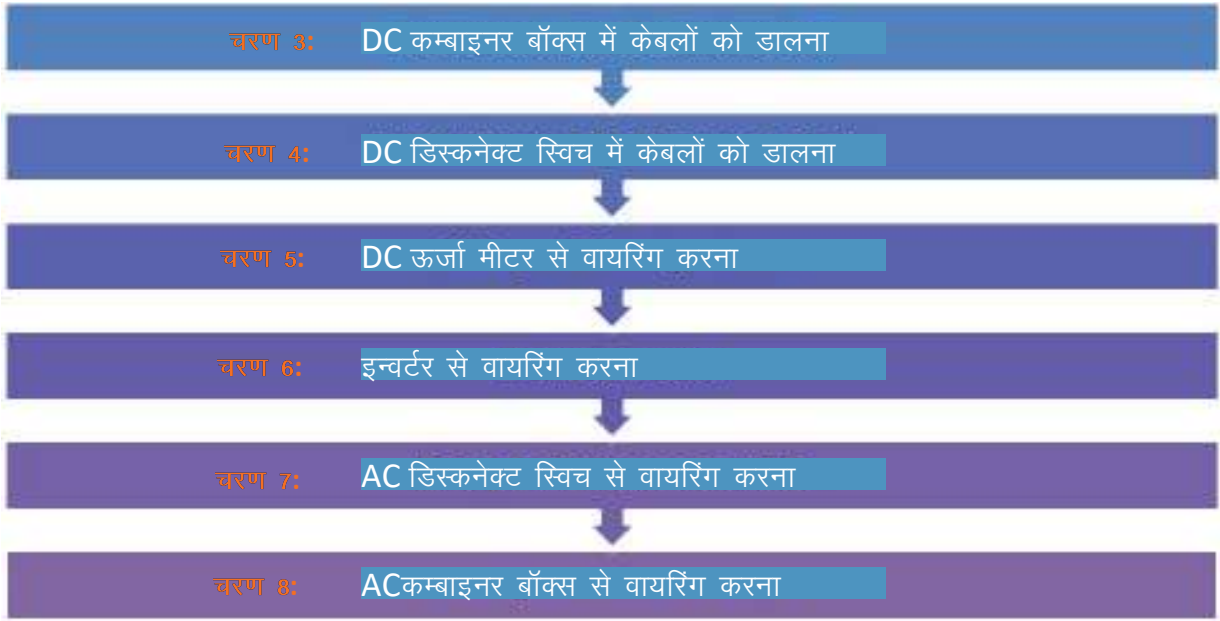 चरण 3: DC कम्बाइनर बॉक्स में केबलों को डालना
चरण 4: DC डिस्कनेक्ट स्विच में केबलों को डालना
चरण 5: DC ऊर्जा मीटर से वायरिंग करना
चरण 6: इन्वर्टर से वायरिंग करना
चरण 7: AC डिस्कनेक्ट स्विच से वायरिंग करना
चरण 8: ACकम्बाइनर बॉक्स से वायरिंग करना